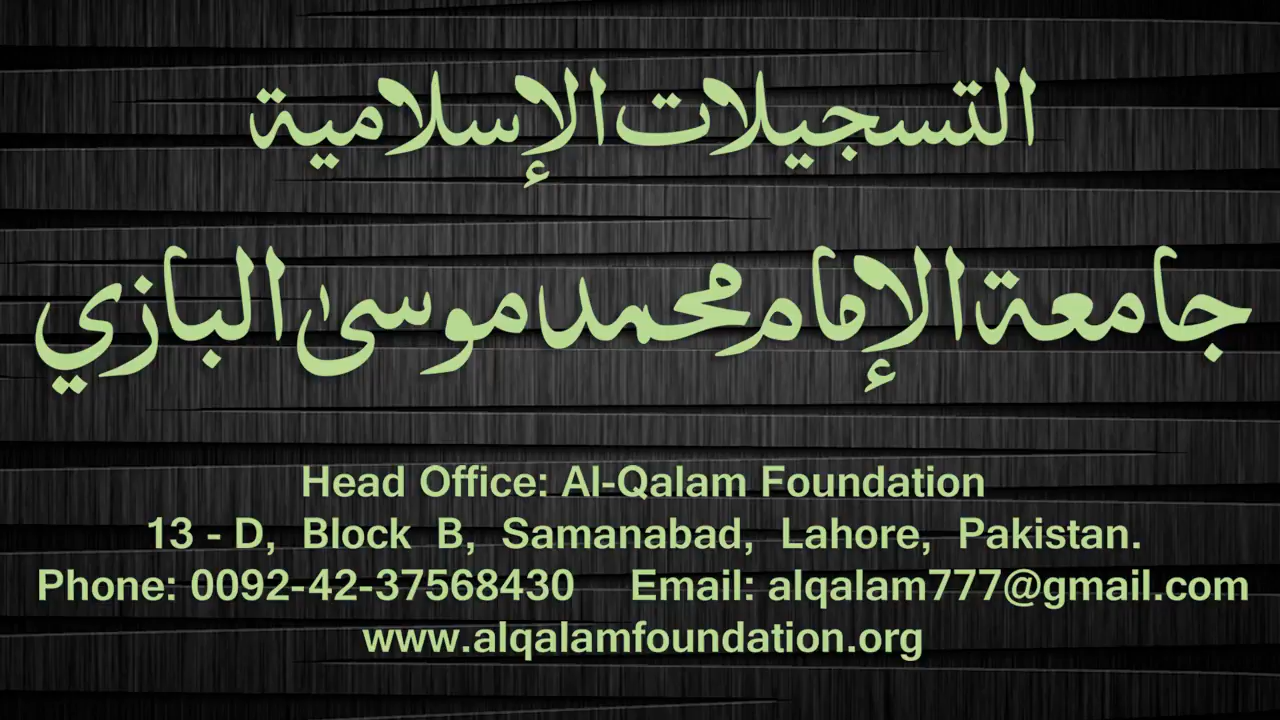 التسجيلات الإسلامية
جامعة الإمام محمد موسىٰ البازي
Head Office: Al-Qalam Foundation
13 - D, Block B, Samanabad, Lahore, Pakistan.
Phone: 0092-42-37568430 Email: alqalam777@gmail.com
www.alqalamfoundation.org